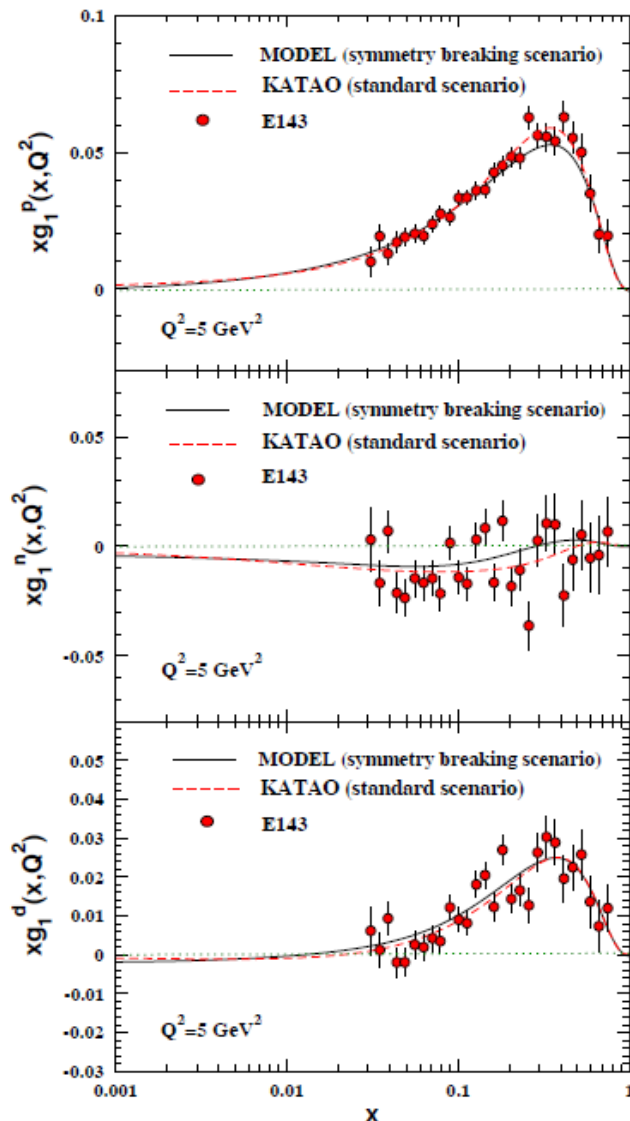 0.1
MODEL (symmetry breaking scenario)
KATAO (standard scenario)
E143
0.05
xg₁ᵖ(x,Q²)
0
Q²=5 GeV²
MODEL (symmetry breaking scenario)
0.05
KATAO (standard scenario)
E143
xg₁ⁿ(x,Q²)
0
-0.05
Q²=5 GeV²
0.05
MODEL (symmetry breaking scenario)
0.04
KATAO (standard scenario)
0.03
E143
0.02
xg₁ᵈ(x,Q²)
0.01
0
-0.01
-0.02
Q²=5 GeV²
-0.03
0.001 0.01 0.1 1
x